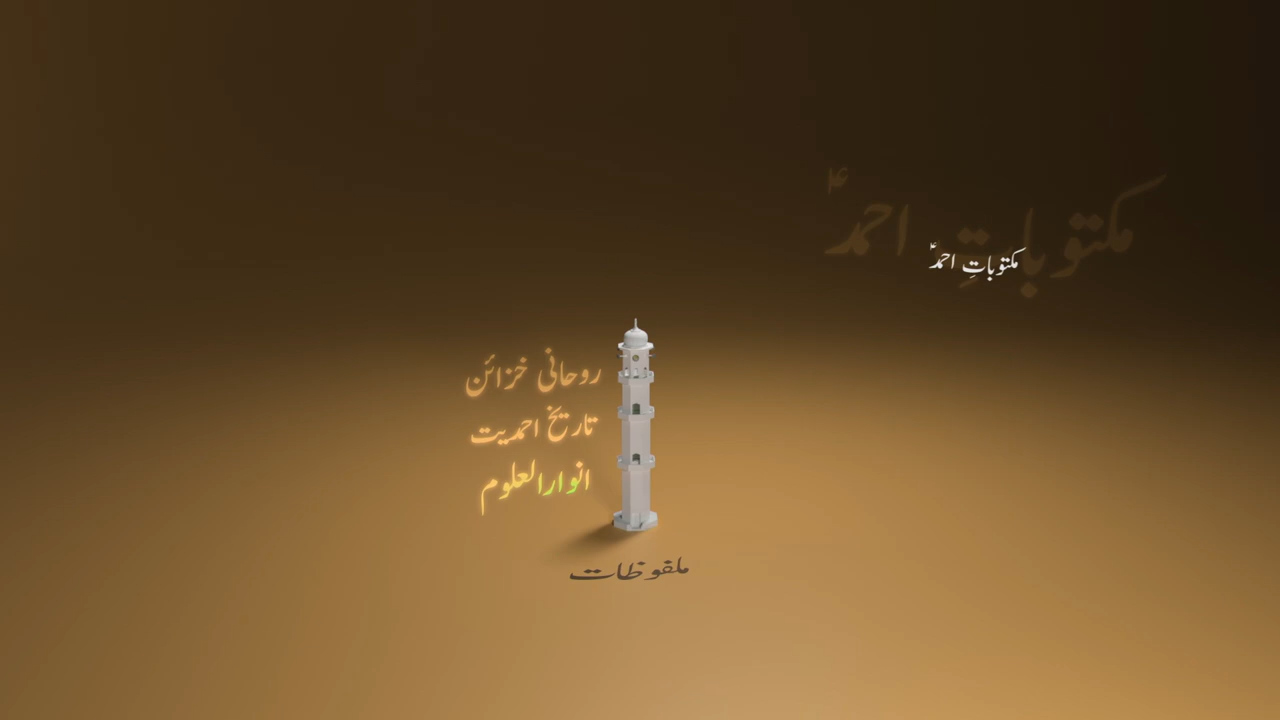 مکتوباتِ احمدؑ
مکتوباتِ احمدؑ
روحانی خزائن
تاریخ احمدیت
انوارالعلوم
ملفوظات